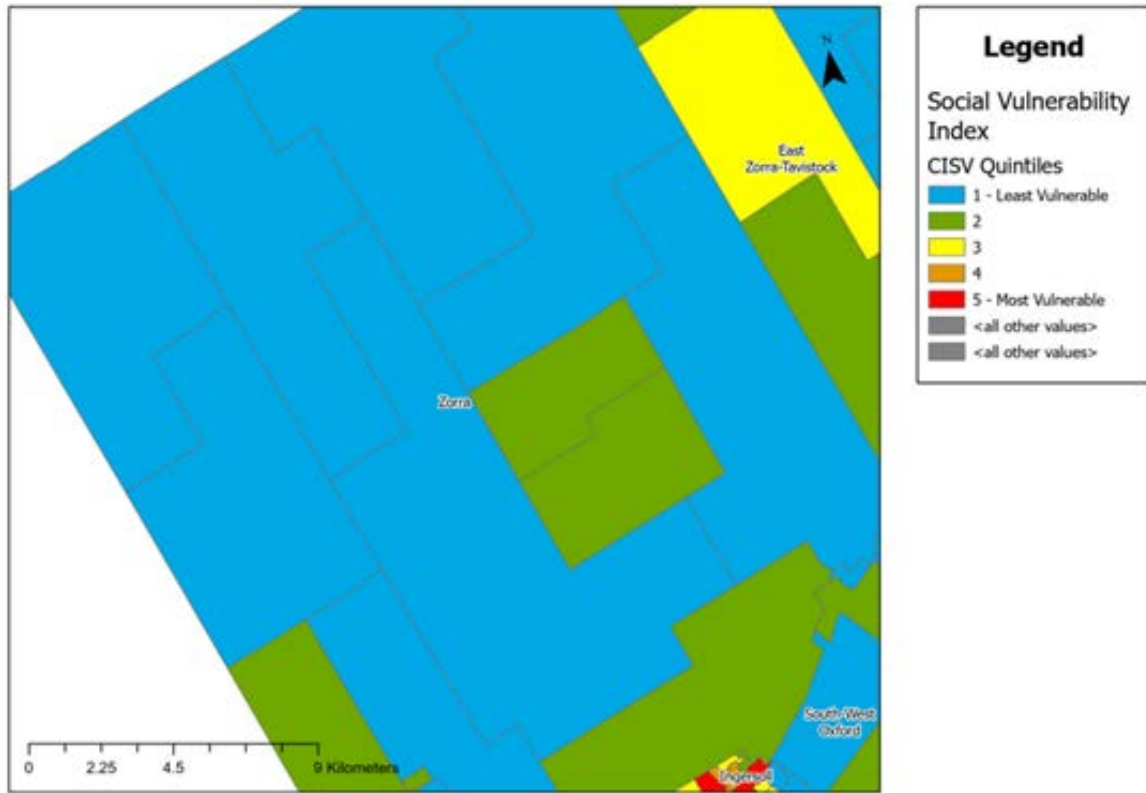 N
East
Zorra-Tavistock
Zorra
South-West
Oxford
Ingersoll
0 2.25 4.5 9 Kilometers
Legend
Social Vulnerability
Index
CISV Quintiles
1 - Least Vulnerable
2
3
4
5 - Most Vulnerable
<all other values>
<all other values>